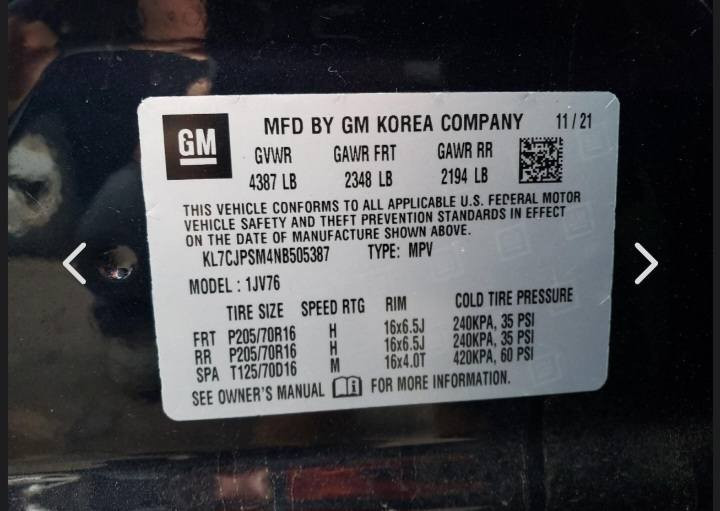 GM
MFD BY GM KOREA COMPANY 11 / 21
GVWR GAWR FRT GAWR RR
4387 LB 2348 LB 2194 LB
THIS VEHICLE CONFORMS TO ALL APPLICABLE U.S. FEDERAL MOTOR
VEHICLE SAFETY AND THEFT PREVENTION STANDARDS IN EFFECT
ON THE DATE OF MANUFACTURE SHOWN ABOVE.
KL7CJPSM4NB505387 TYPE: MPV
MODEL : 1JV76
TIRE SIZE SPEED RTG RIM COLD TIRE PRESSURE
FRT P205/70R16 H 16x6.5J 240KPA, 35 PSI
RR P205/70R16 H 16x6.5J 240KPA, 35 PSI
SPA T125/70D16 M 16x4.0T 420KPA, 60 PSI
SEE OWNER'S MANUAL FOR MORE INFORMATION.